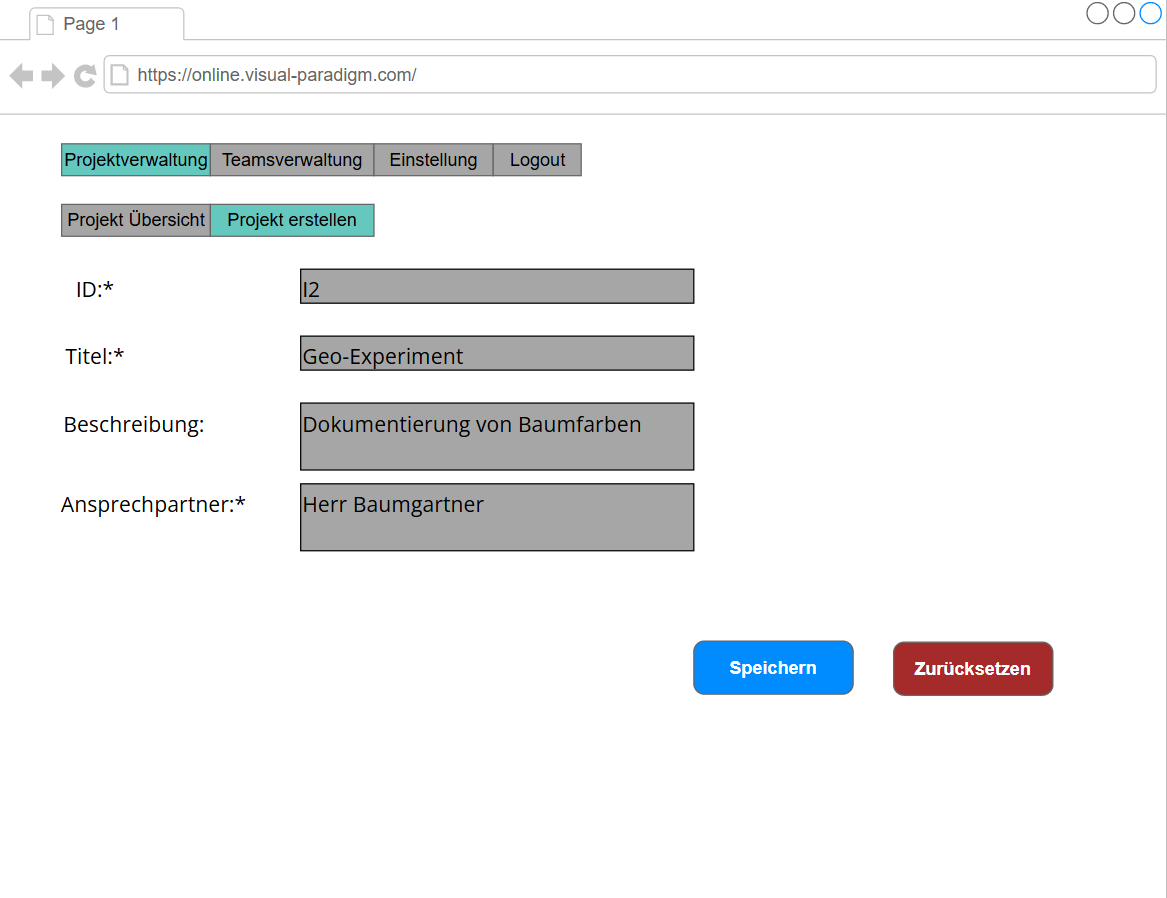 Page 1
https://online.visual-paradigm.com/
Projektverwaltung Teamsverwaltung Einstellung Logout
Projekt Übersicht Projekt erstellen
ID:* I2
Titel:* Geo-Experiment
Beschreibung: Dokumentierung von Baumfarben
Ansprechpartner:* Herr Baumgartner
Speichern Zurücksetzen